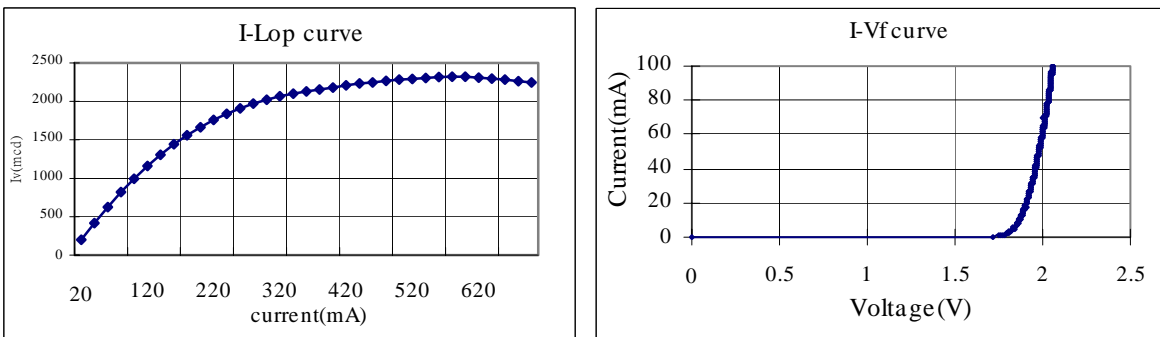 I-Lop curve
2500
2000
1500
1000
500
0
Iv(mcd)
20 120 220 320 420 520 620
current(mA)
I-Vf curve
100
80
60
40
20
0
Current(mA)
0 0.5 1 1.5 2 2.5
Voltage(V)